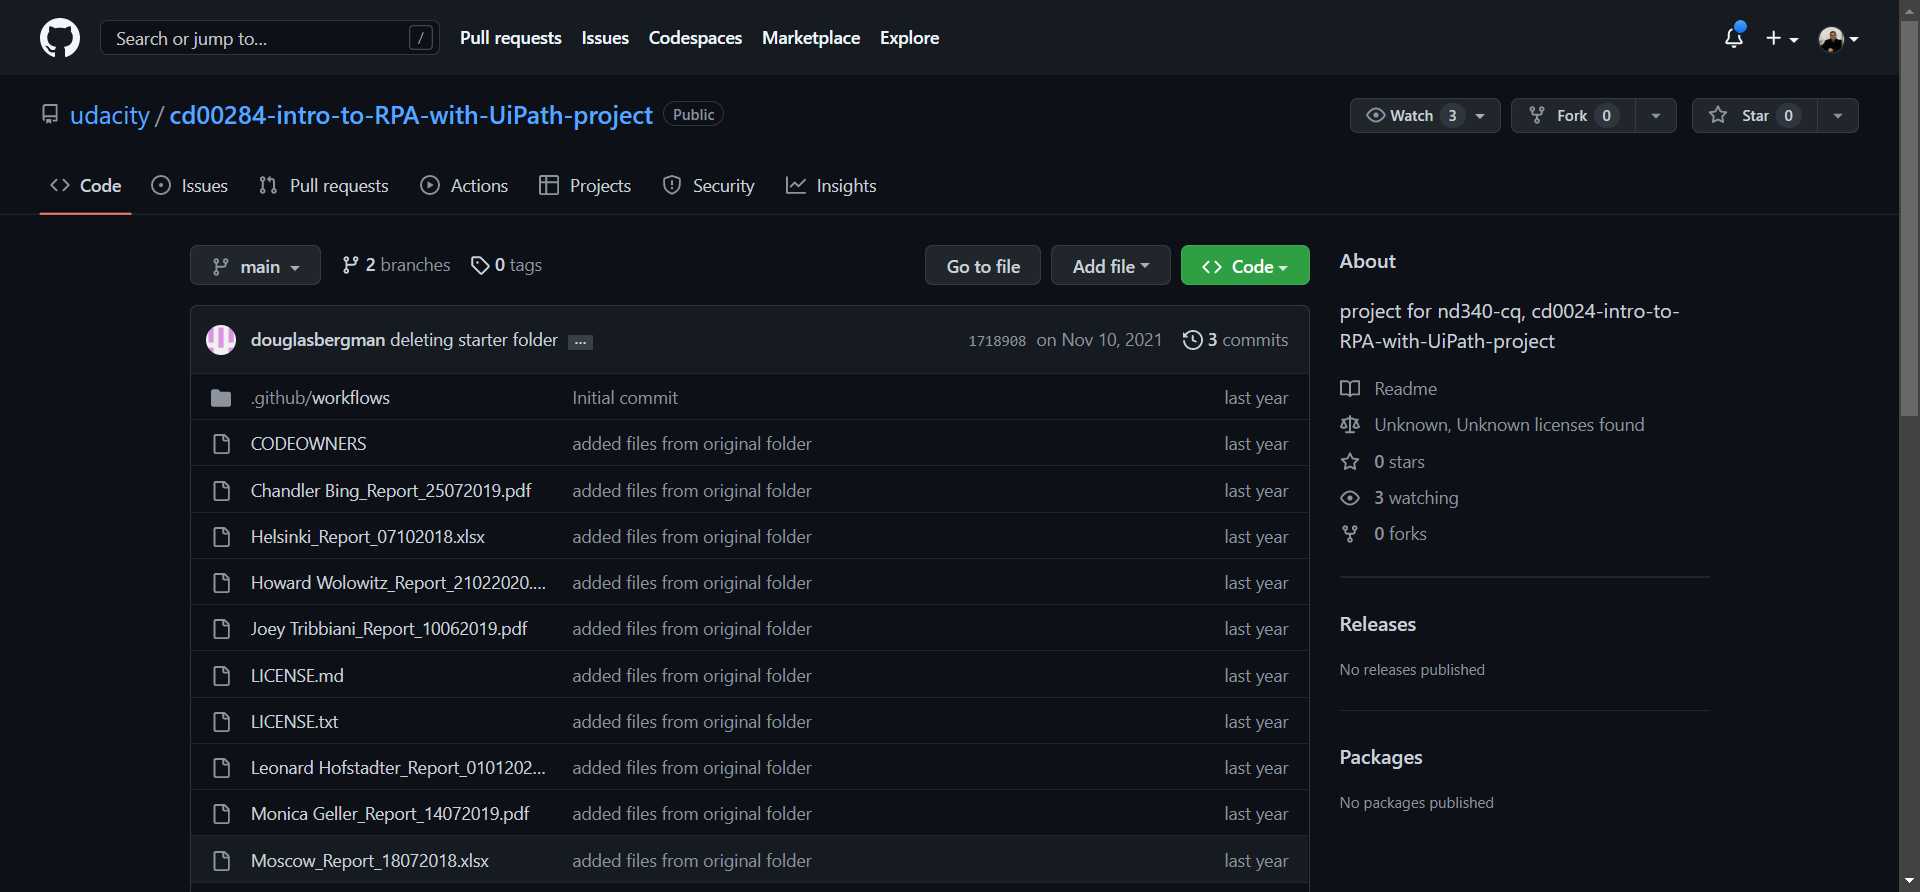 Search or jump to... /
Pull requests Issues Codespaces Marketplace Explore
udacity / cd00284-intro-to-RPA-with-UiPath-project Public
Watch 3 Fork 0 Star 0
Code Issues Pull requests Actions Projects Security Insights
main 2 branches 0 tags Go to file Add file Code
douglasbergman deleting starter folder ... 1718908 on Nov 10, 2021 3 commits
.github/workflows Initial commit last year
CODEOWNERS added files from original folder last year
Chandler Bing_Report_25072019.pdf added files from original folder last year
Helsinki_Report_07102018.xlsx added files from original folder last year
Howard Wolowitz_Report_21022020.... added files from original folder last year
Joey Tribbiani_Report_10062019.pdf added files from original folder last year
LICENSE.md added files from original folder last year
LICENSE.txt added files from original folder last year
Leonard Hofstadter_Report_0101202... added files from original folder last year
Monica Geller_Report_14072019.pdf added files from original folder last year
Moscow_Report_18072018.xlsx added files from original folder last year
About
project for nd340-cq, cd0024-intro-to-
RPA-with-UiPath-project
Readme
Unknown, Unknown licenses found
0 stars
3 watching
0 forks
Releases
No releases published
Packages
No packages published